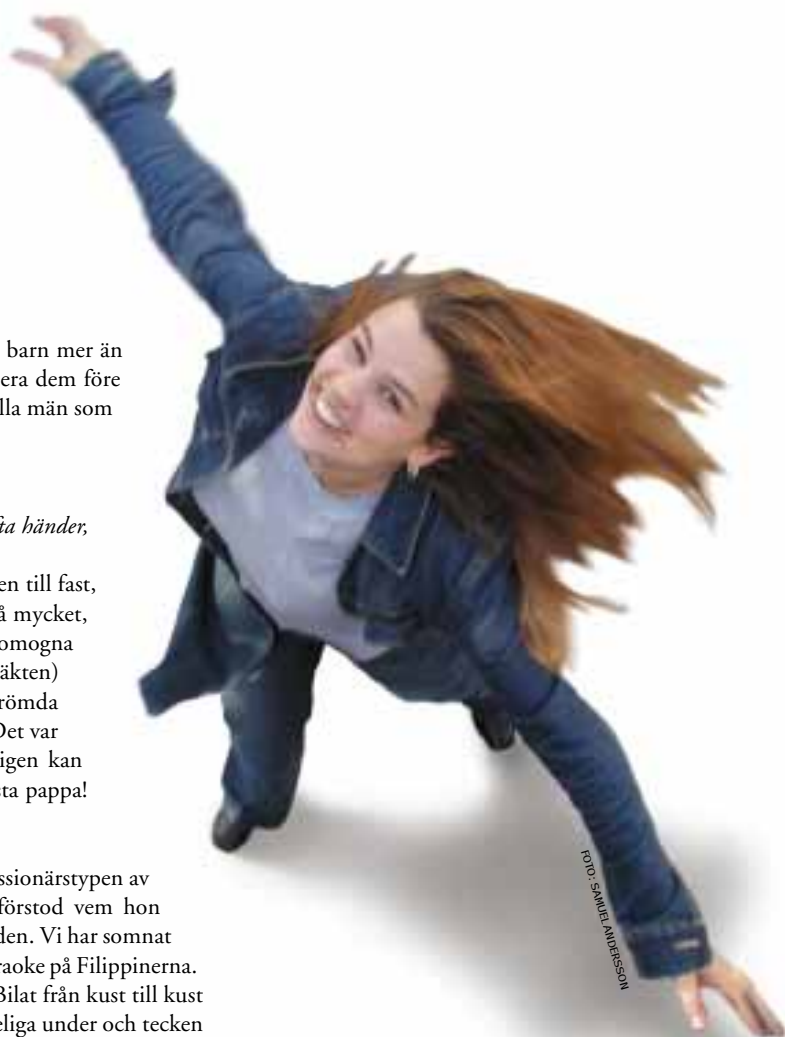 barn mer än
era dem före
lla män som
ta händer,
en till fast,
å mycket,
omogna
äkten)
römda
Det var
igen kan
sta pappa!
ssionärstypen av
förstod vem hon
den. Vi har somnat
raoke på Filippinerna.
Bilat från kust till kust
eliga under och tecken
FOTO: SAMUEL ANDERSSON